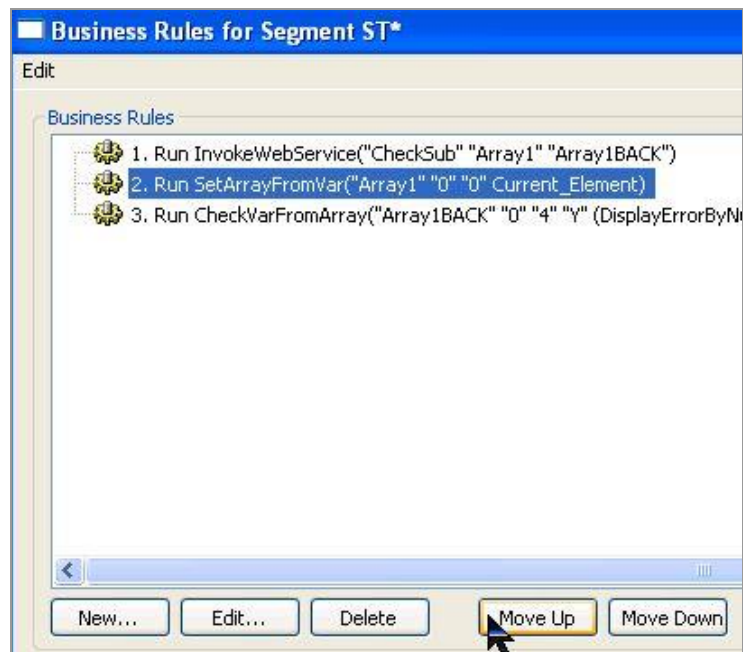 Business Rules for Segment ST*
Edit
Business Rules
1. Run InvokeWebService("CheckSub" "Array1" "Array1BACK")
2. Run SetArrayFromVar("Array1" "0" "0" Current_Element)
3. Run CheckVarFromArray("Array1BACK" "0" "4" "Y" (DisplayErrorByNu
New... Edit... Delete Move Up Move Down